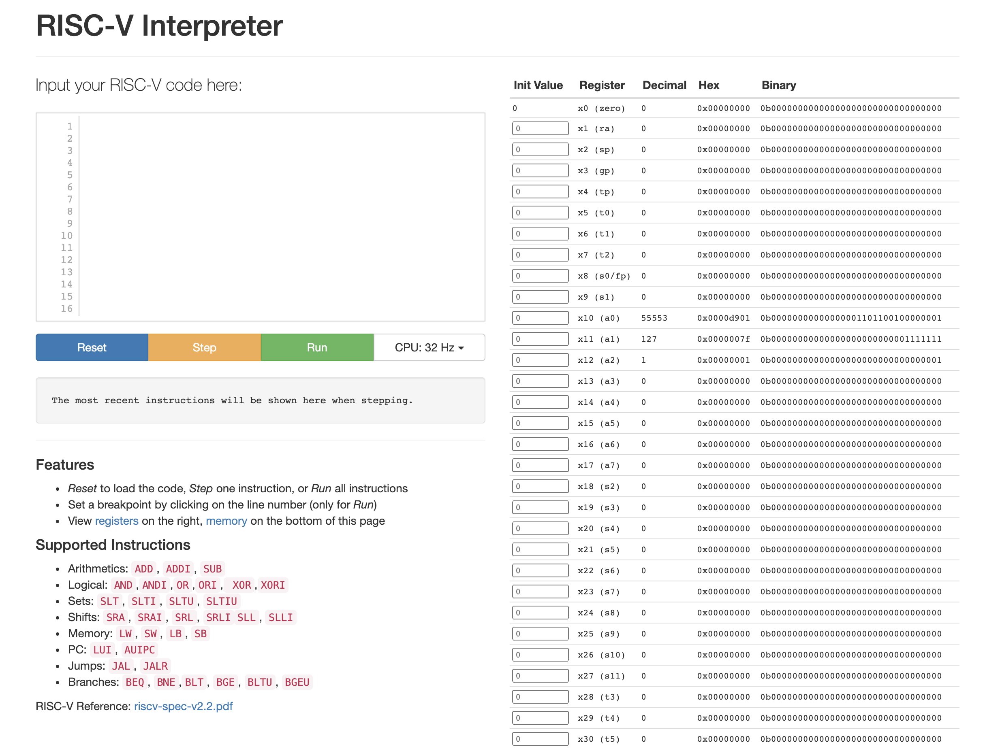 RISC-V Interpreter
Input your RISC-V code here:
1
2
3
4
5
6
7
8
9
10
11
12
13
14
15
16
Reset Step Run CPU: 32 Hz
The most recent instructions will be shown here when stepping.
Features
• Reset to load the code, Step one instruction, or Run all instructions
• Set a breakpoint by clicking on the line number (only for Run)
• View registers on the right, memory on the bottom of this page
Supported Instructions
• Arithmetics: ADD, ADDI, SUB
• Logical: AND, ANDI, OR, ORI, XOR, XORI
• Sets: SLT, SLTI, SLTU, SLTIU
• Shifts: SRA, SRAI, SRL, SRLI SLL, SLLI
• Memory: LW, SW, LB, SB
• PC: LUI, AUIPC
• Jumps: JAL, JALR
• Branches: BEQ, BNE, BLT, BGE, BLTU, BGEU
RISC-V Reference: riscv-spec-v2.2.pdf
Init Value Register Decimal Hex Binary
0 x0 (zero) 0 0x00000000 0b00000000000000000000000000000000
0 x1 (ra) 0 0x00000000 0b00000000000000000000000000000000
0 x2 (sp) 0 0x00000000 0b00000000000000000000000000000000
0 x3 (gp) 0 0x00000000 0b00000000000000000000000000000000
0 x4 (tp) 0 0x00000000 0b00000000000000000000000000000000
0 x5 (t0) 0 0x00000000 0b00000000000000000000000000000000
0 x6 (t1) 0 0x00000000 0b00000000000000000000000000000000
0 x7 (t2) 0 0x00000000 0b00000000000000000000000000000000
0 x8 (s0/fp) 0 0x00000000 0b00000000000000000000000000000000
0 x9 (s1) 0 0x00000000 0b00000000000000000000000000000000
0 x10 (a0) 55553 0x0000d901 0b00000000000000001101100100000001
0 x11 (a1) 127 0x0000007f 0b00000000000000000000000001111111
0 x12 (a2) 1 0x00000001 0b00000000000000000000000000000001
0 x13 (a3) 0 0x00000000 0b00000000000000000000000000000000
0 x14 (a4) 0 0x00000000 0b00000000000000000000000000000000
0 x15 (a5) 0 0x00000000 0b00000000000000000000000000000000
0 x16 (a6) 0 0x00000000 0b00000000000000000000000000000000
0 x17 (a7) 0 0x00000000 0b00000000000000000000000000000000
0 x18 (s2) 0 0x00000000 0b00000000000000000000000000000000
0 x19 (s3) 0 0x00000000 0b00000000000000000000000000000000
0 x20 (s4) 0 0x00000000 0b00000000000000000000000000000000
0 x21 (s5) 0 0x00000000 0b00000000000000000000000000000000
0 x22 (s6) 0 0x00000000 0b00000000000000000000000000000000
0 x23 (s7) 0 0x00000000 0b00000000000000000000000000000000
0 x24 (s8) 0 0x00000000 0b00000000000000000000000000000000
0 x25 (s9) 0 0x00000000 0b00000000000000000000000000000000
0 x26 (s10) 0 0x00000000 0b00000000000000000000000000000000
0 x27 (s11) 0 0x00000000 0b00000000000000000000000000000000
0 x28 (t3) 0 0x00000000 0b00000000000000000000000000000000
0 x29 (t4) 0 0x00000000 0b00000000000000000000000000000000
0 x30 (t5) 0 0x00000000 0b00000000000000000000000000000000